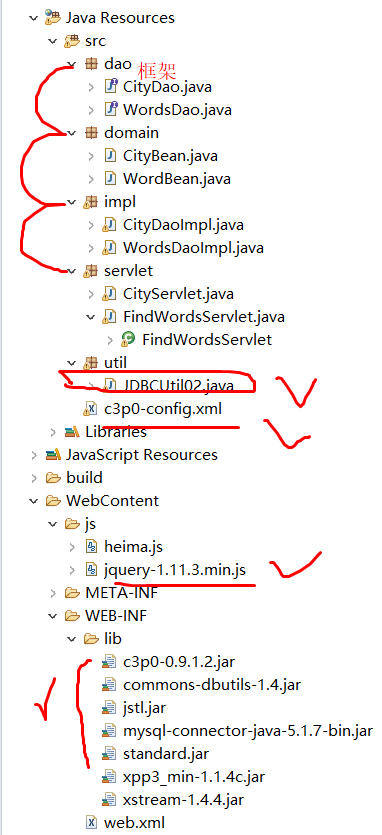 Java Resources
src
dao
框架
CityDao.java
WordsDao.java
domain
CityBean.java
WordBean.java
impl
CityDaoImpl.java
WordsDaoImpl.java
servlet
CityServlet.java
FindWordsServlet.java
FindWordsServlet
util
JDBCUtil02.java
c3p0-config.xml
Libraries
JavaScript Resources
build
WebContent
js
heima.js
jquery-1.11.3.min.js
META-INF
WEB-INF
lib
c3p0-0.9.1.2.jar
commons-dbutils-1.4.jar
jstl.jar
mysql-connector-java-5.1.7-bin.jar
standard.jar
xpp3_min-1.1.4c.jar
xstream-1.4.4.jar
web.xml